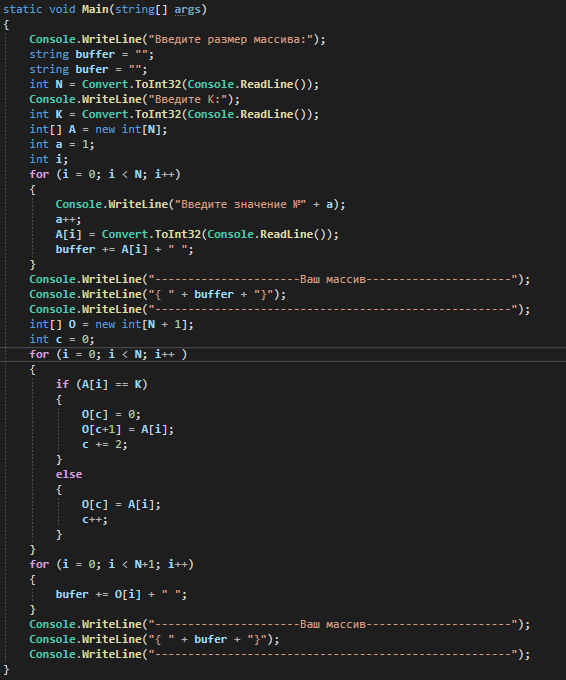 static void Main(string[] args)
{
Console.WriteLine("Введите размер массива:");
string buffer = "";
string bufer = "";
int N = Convert.ToInt32(Console.ReadLine());
Console.WriteLine("Введите K:");
int K = Convert.ToInt32(Console.ReadLine());
int[] A = new int[N];
int a = 1;
int i;
for (i = 0; i < N; i++)
{
Console.WriteLine("Введите значение №" + a);
a++;
A[i] = Convert.ToInt32(Console.ReadLine());
buffer += A[i] + " ";
}
Console.WriteLine("----------------------Ваш массив----------------------");
Console.WriteLine("{ " + buffer + "}");
Console.WriteLine("------------------------------------------------------");
int[] O = new int[N + 1];
int c = 0;
for (i = 0; i < N; i++ )
{
if (A[i] == K)
{
O[c] = 0;
O[c+1] = A[i];
c += 2;
}
else
{
O[c] = A[i];
c++;
}
}
for (i = 0; i < N+1; i++)
{
bufer += O[i] + " ";
}
Console.WriteLine("----------------------Ваш массив----------------------");
Console.WriteLine("{ " + bufer + "}");
Console.WriteLine("------------------------------------------------------");
}